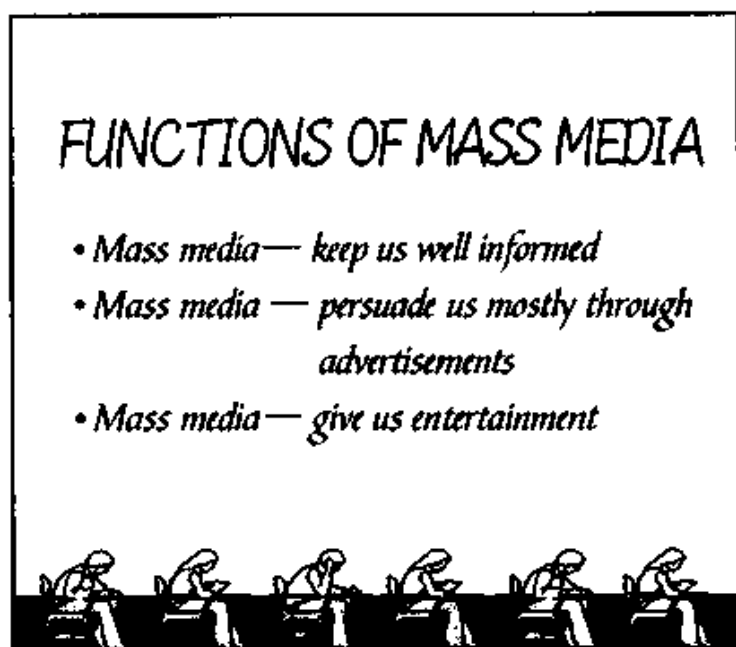 FUNCTIONS OF MASS MEDIA
• Mass media — keep us well informed
• Mass media — persuade us mostly through
advertisements
• Mass media — give us entertainment